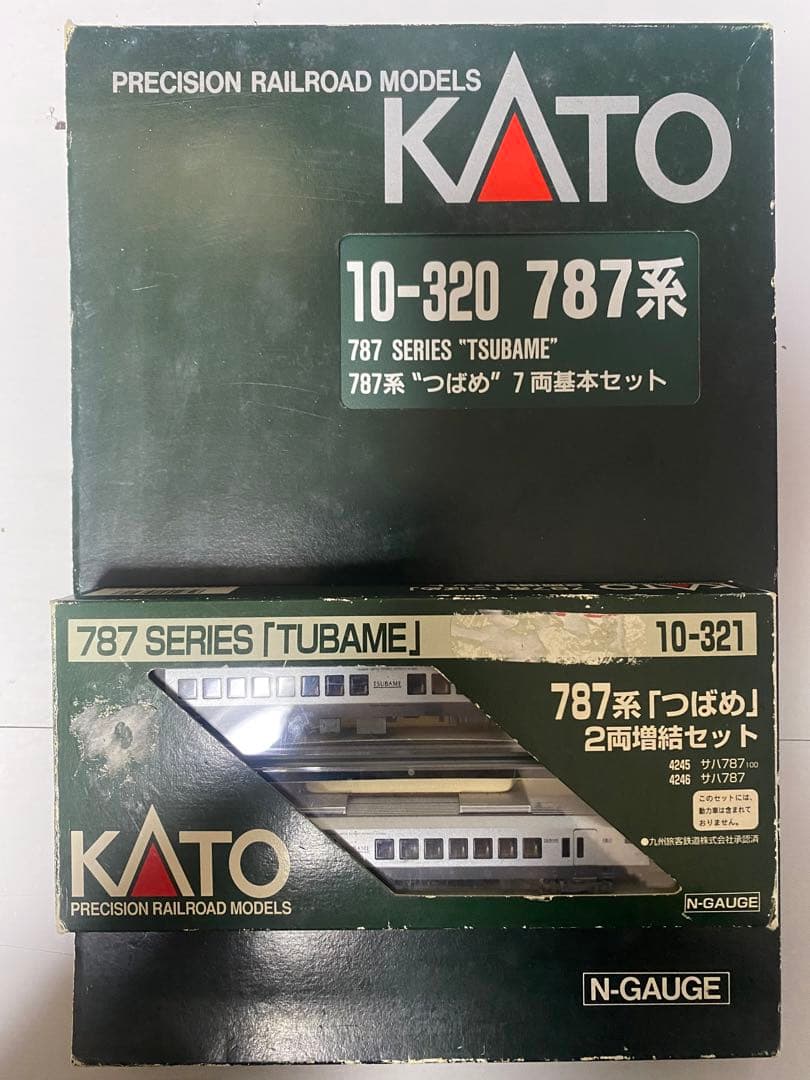 PRECISION RAILROAD MODELS
KATO
10-320 787系
787 SERIES "TSUBAME"
787系"つばめ" 7両基本セット
KATO
787 SERIES「TUBAME」
10-321
TSUBAME
787系「つばめ」
2両増結セット
4245 サハ787 100
4246 サハ787
このセットには、
動力車は含まれて
おりません。
●九州旅客鉄道株式会社承認済
KATO
PRECISION RAILROAD MODELS
N-GAUGE
N-GAUGE